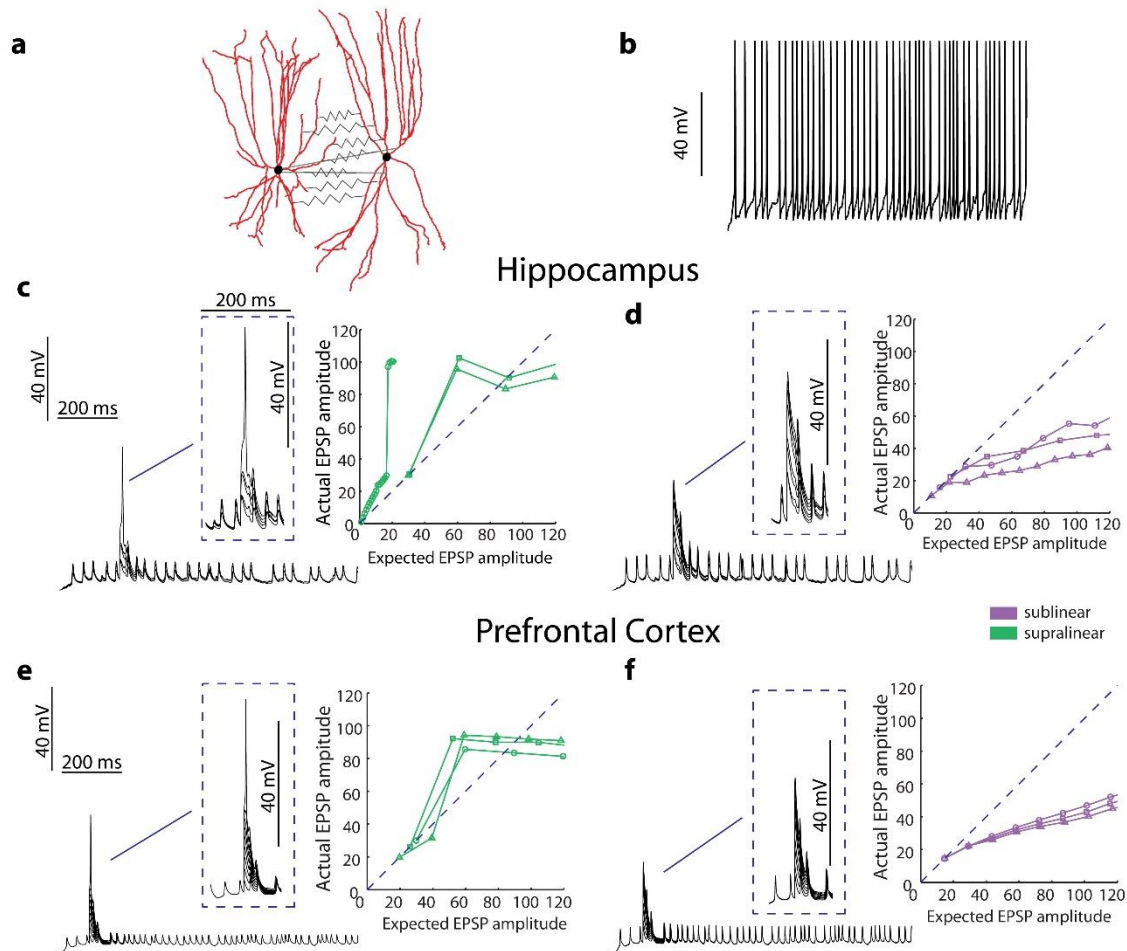 a
b
40 mV
Hippocampus
c
40 mV
200 ms
200 ms
40 mV
Actual EPSP ampitude
120
100
80
60
40
20
0
0 20 40 60 80 100 120
Expected EPSP amplitude
d
40 mV
Actual EPSP amplitude
120
100
80
60
40
20
0
0 20 40 60 80 100 120
Expected EPSP amplitude
sublinear
supralinear
Prefrontal Cortex
e
40 mV
200 ms
40 mV
Actual EPSP amplitude
120
100
80
60
40
20
0
0 20 40 60 80 100 120
Expected EPSP amplitude
f
40 mV
Actual EPSP amplitude
120
100
80
60
40
20
0
0 20 40 60 80 100 120
Expected EPSP amplitude